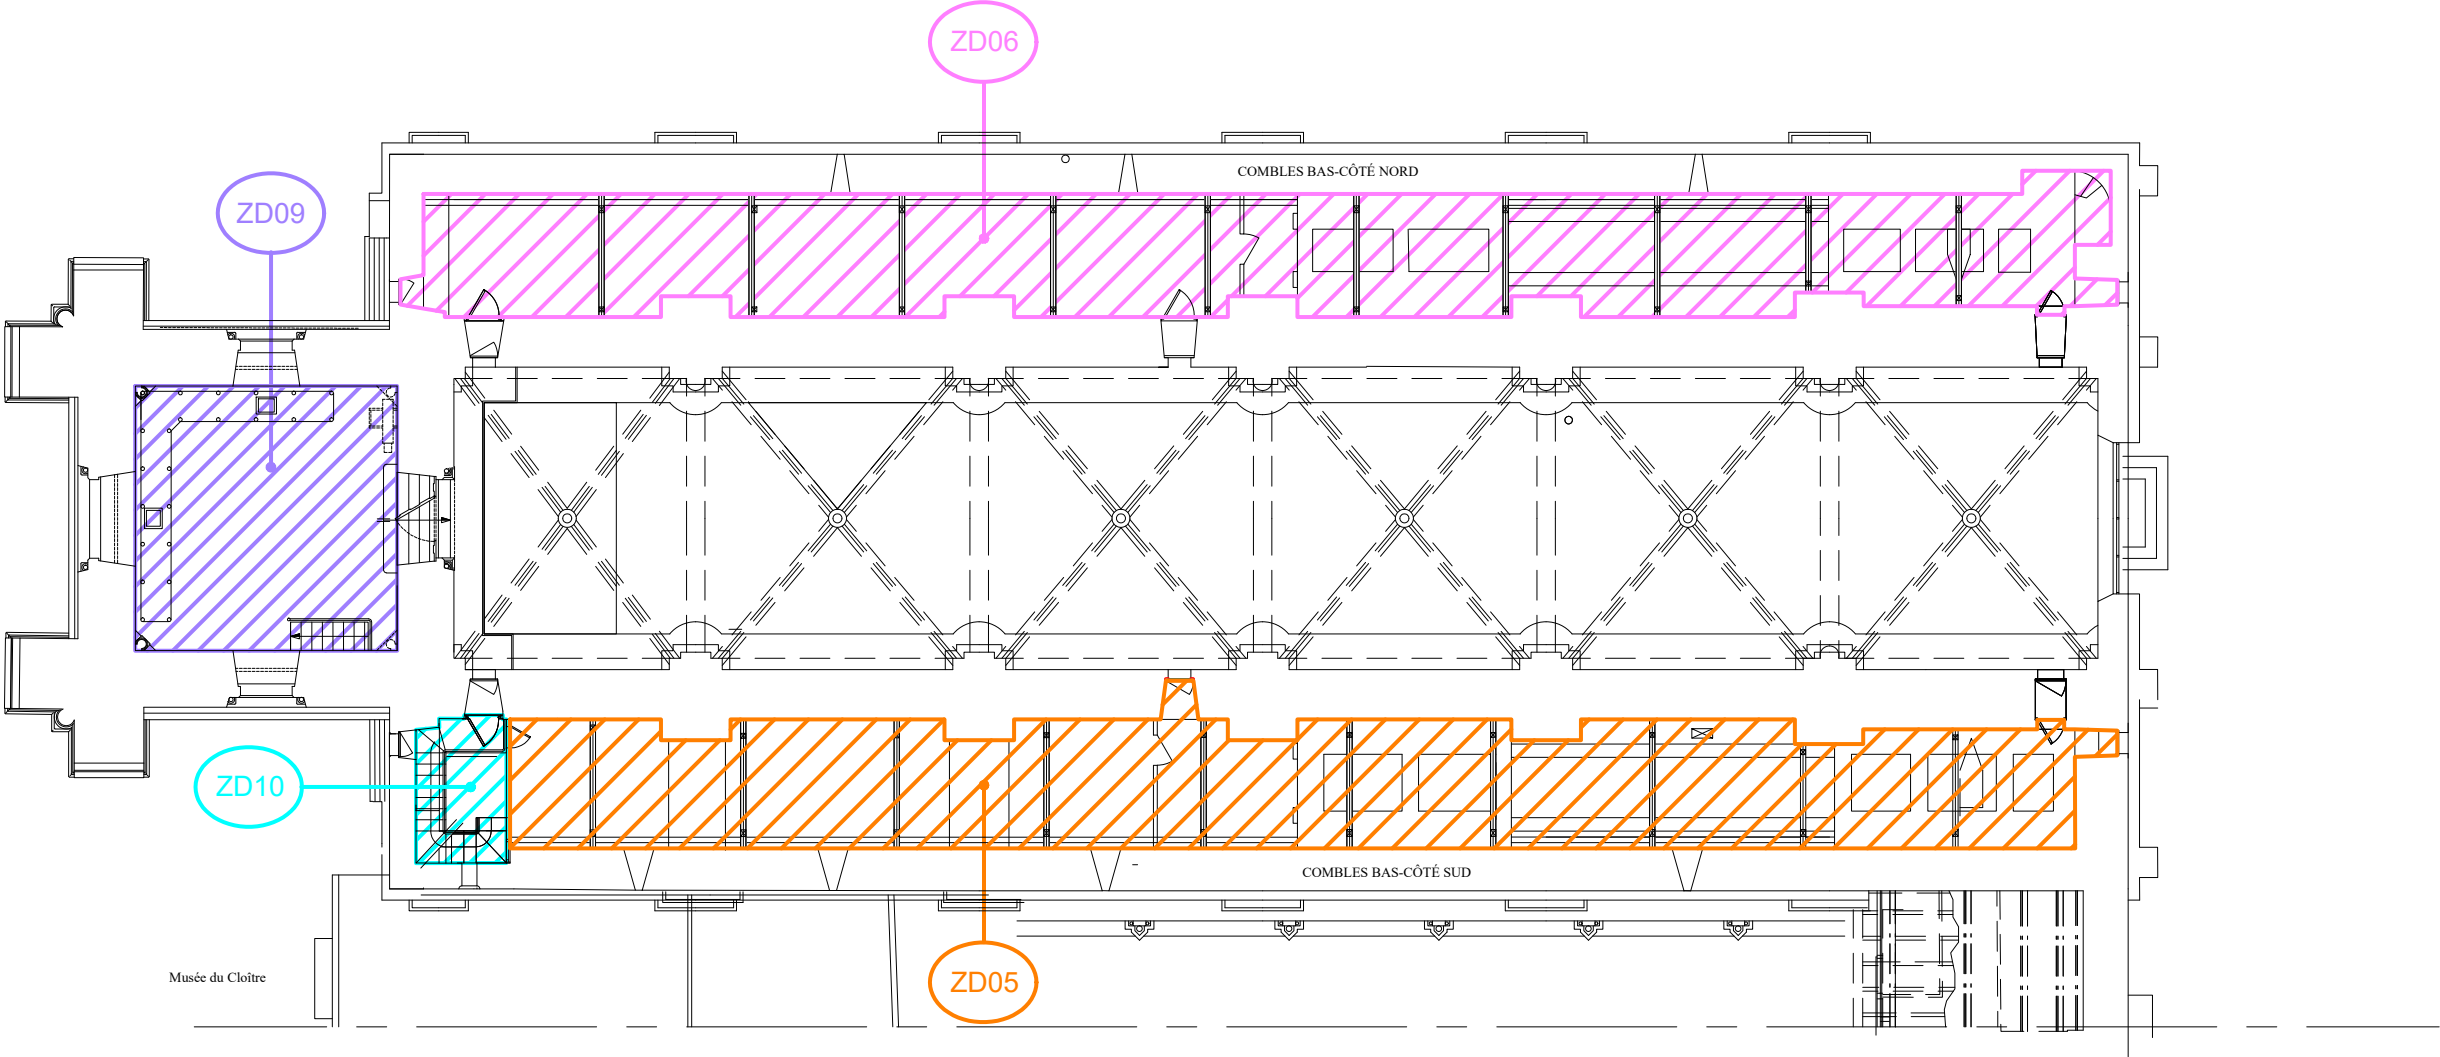 ZD06
COMBLES BAS-CÔTÉ NORD
ZD09
ZD10
COMBLES BAS-CÔTÉ SUD
Musée du Cloître
ZD05